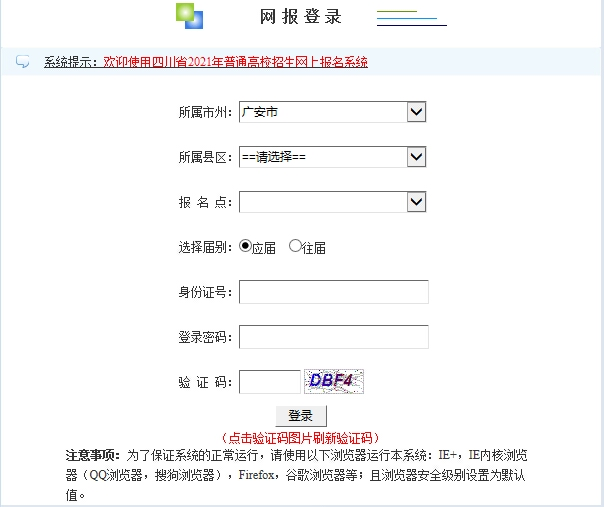 网报登录
系统提示：欢迎使用四川省2021年普通高校招生网上报名系统
所属市州：广安市
所属县区：==请选择==
报 名 点：
选择届别：应届 往届
身份证号：
登录密码：
验 证 码：DBF4
登录
（点击验证码图片刷新验证码）
注意事项：为了保证系统的正常运行，请使用以下浏览器运行本系统：IE+，IE内核浏览
器（QQ浏览器，搜狗浏览器），Firefox，谷歌浏览器等；且浏览器安全级别设置为默认
值。